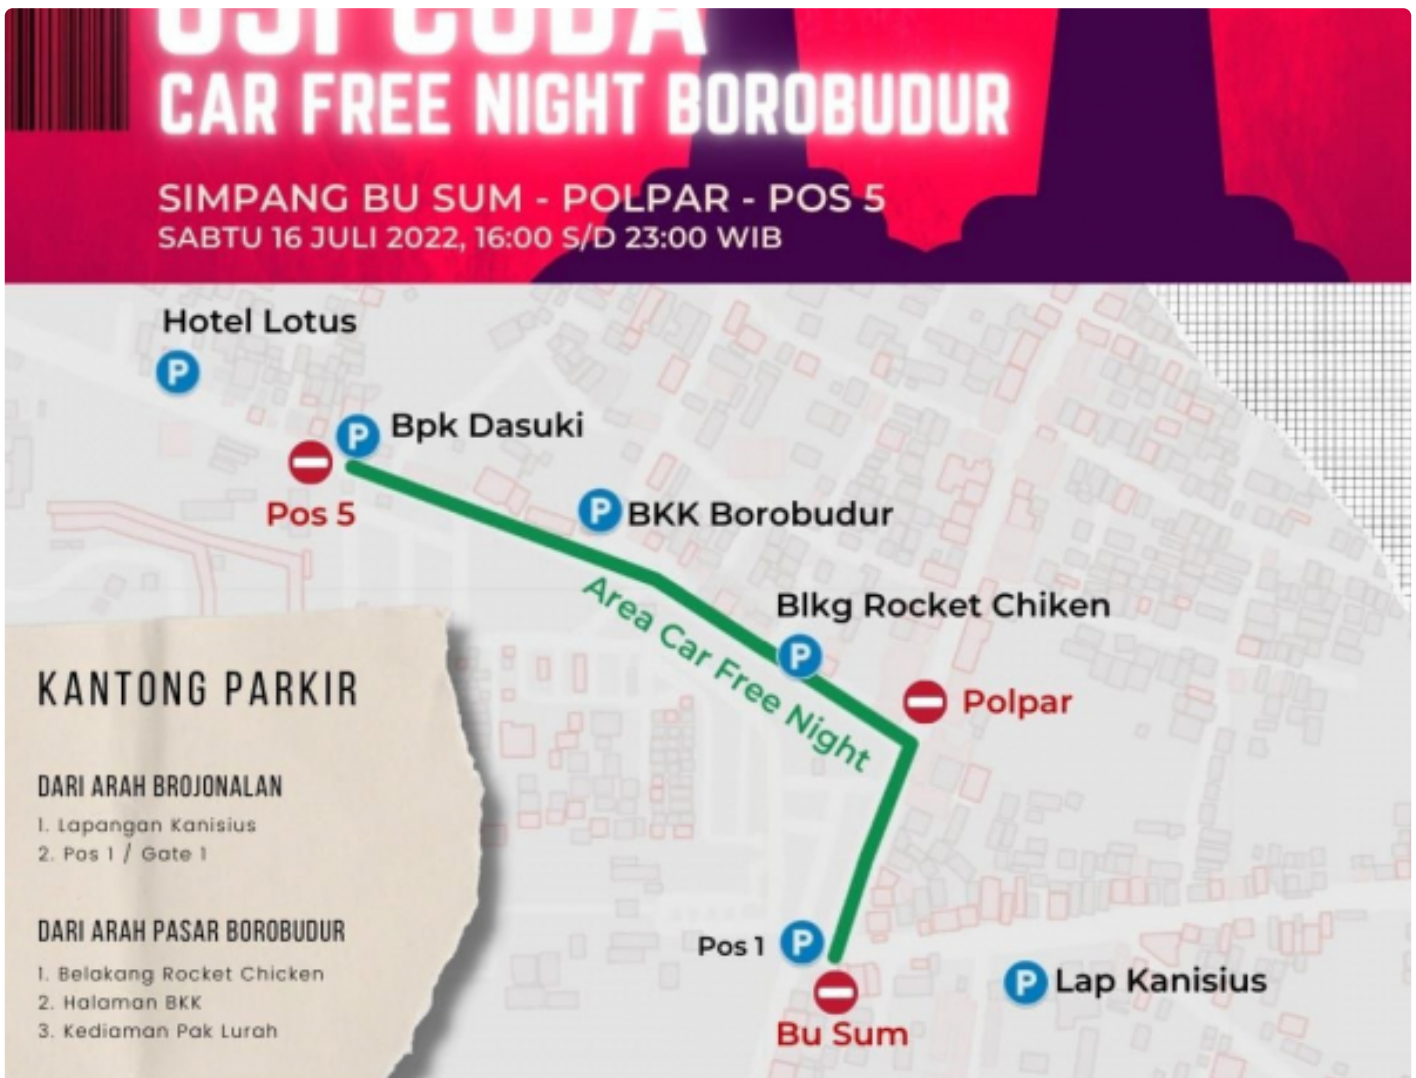 CAR FREE NIGHT BOROBUDUR
SIMPANG BU SUM - POLPAR - POS 5
SABTU 16 JULI 2022, 16:00 S/D 23:00 WIB
Hotel Lotus
P
P Bpk Dasuki
Pos 5
P BKK Borobudur
Area Car Free Night
Blkg Rocket Chiken
P
Polpar
KANTONG PARKIR
DARI ARAH BROJONALAN
1. Lapangan Kanisius
2. Pos 1 / Gate 1
DARI ARAH PASAR BOROBUDUR
1. Belakang Rocket Chicken
2. Halaman BKK
3. Kediaman Pak Lurah
Pos 1 P
P Lap Kanisius
Bu Sum